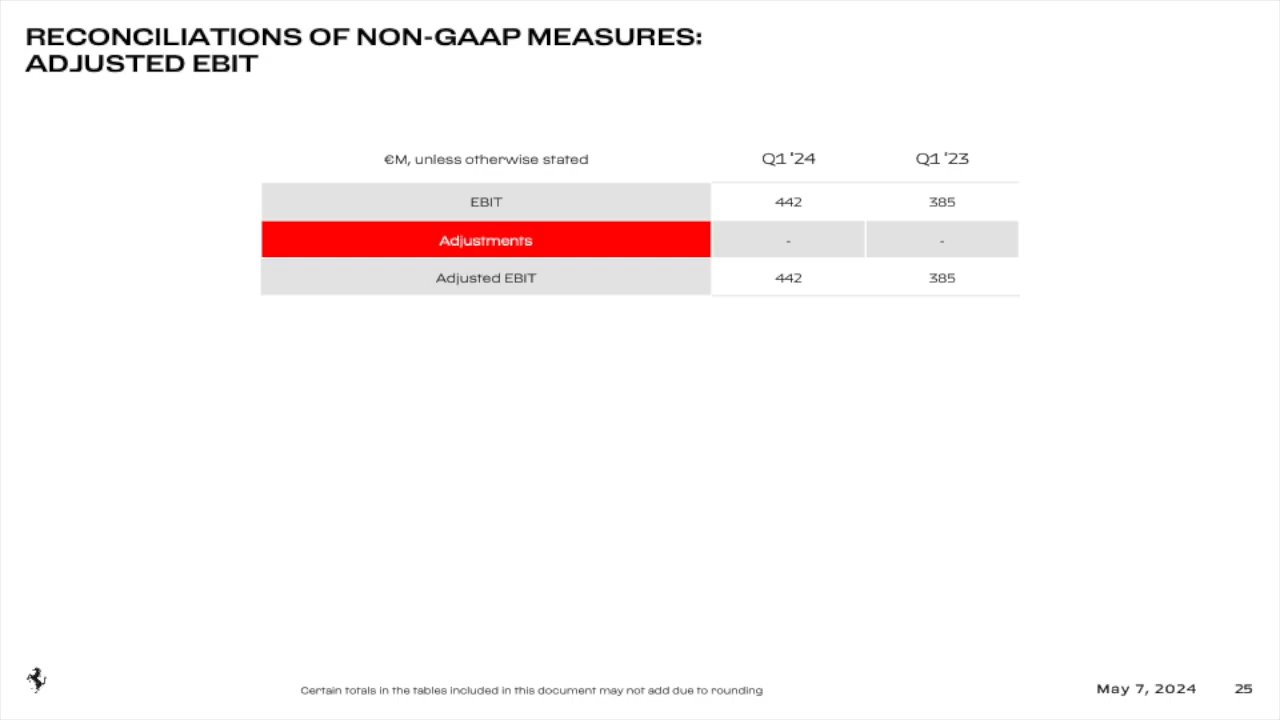 RECONCILIATIONS OF NON-GAAP MEASURES:
ADJUSTED EBIT
€M, unless otherwise stated Q1 '24 Q1 '23
EBIT 442 385
Adjustments - -
Adjusted EBIT 442 385
Certain totals in the tables included in this document may not add due to rounding
May 7, 2024 25